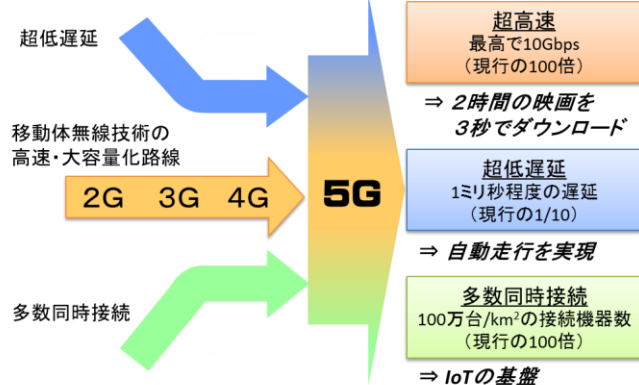 超低遅延
移動体無線技術の
高速・大容量化路線
2G 3G 4G
多数同時接続
5G
超高速
最高で10Gbps
(現行の100倍)
⇒ 2時間の映画を
3秒でダウンロード
超低遅延
1ミリ秒程度の遅延
(現行の1/10)
⇒ 自動走行を実現
多数同時接続
100万台/km²の接続機器数
(現行の100倍)
⇒ IoTの基盤